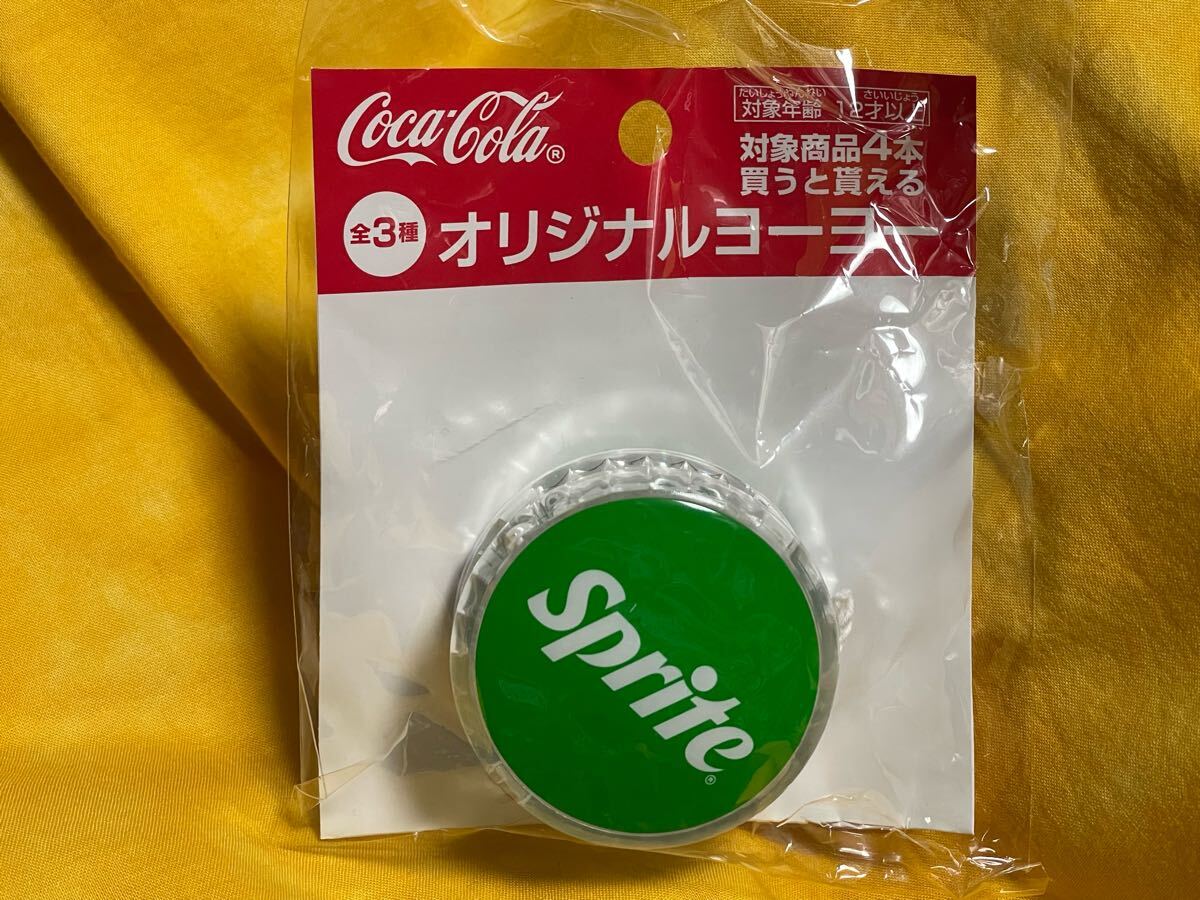 Coca-Cola®
たいしょうねんれい さいいじょう
対象年齢 12才以上
対象商品4本
買うと貰える
全3種
オリジナルヨーヨー
Sprite®